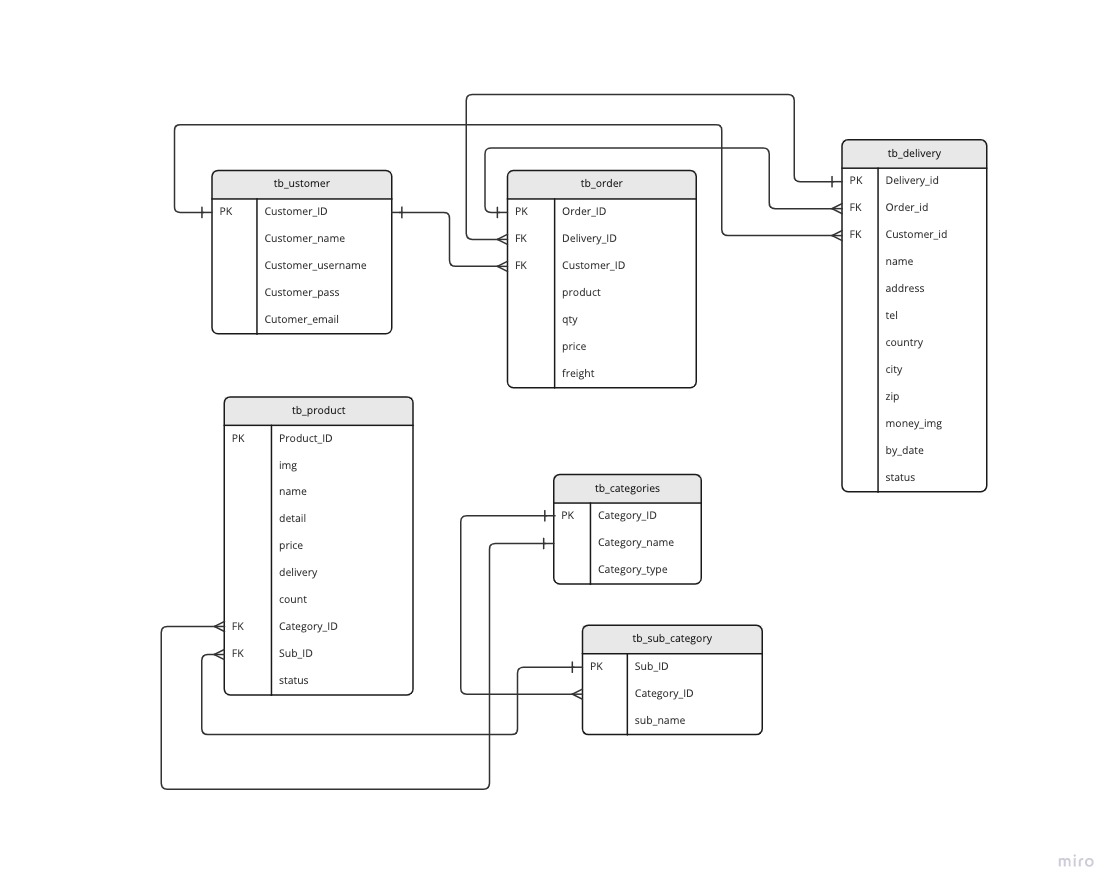 tb_delivery
PK Delivery_id
FK Order_id
FK Customer_id
name
address
tel
country
city
zip
money_img
by_date
status
tb_ustomer
PK Customer_ID
Customer_name
Customer_username
Customer_pass
Cutomer_email
tb_order
PK Order_ID
FK Delivery_ID
FK Customer_ID
product
qty
price
freight
tb_product
PK Product_ID
img
name
detail
price
delivery
count
FK Category_ID
FK Sub_ID
status
tb_categories
PK Category_ID
Category_name
Category_type
tb_sub_category
PK Sub_ID
Category_ID
sub_name
miro